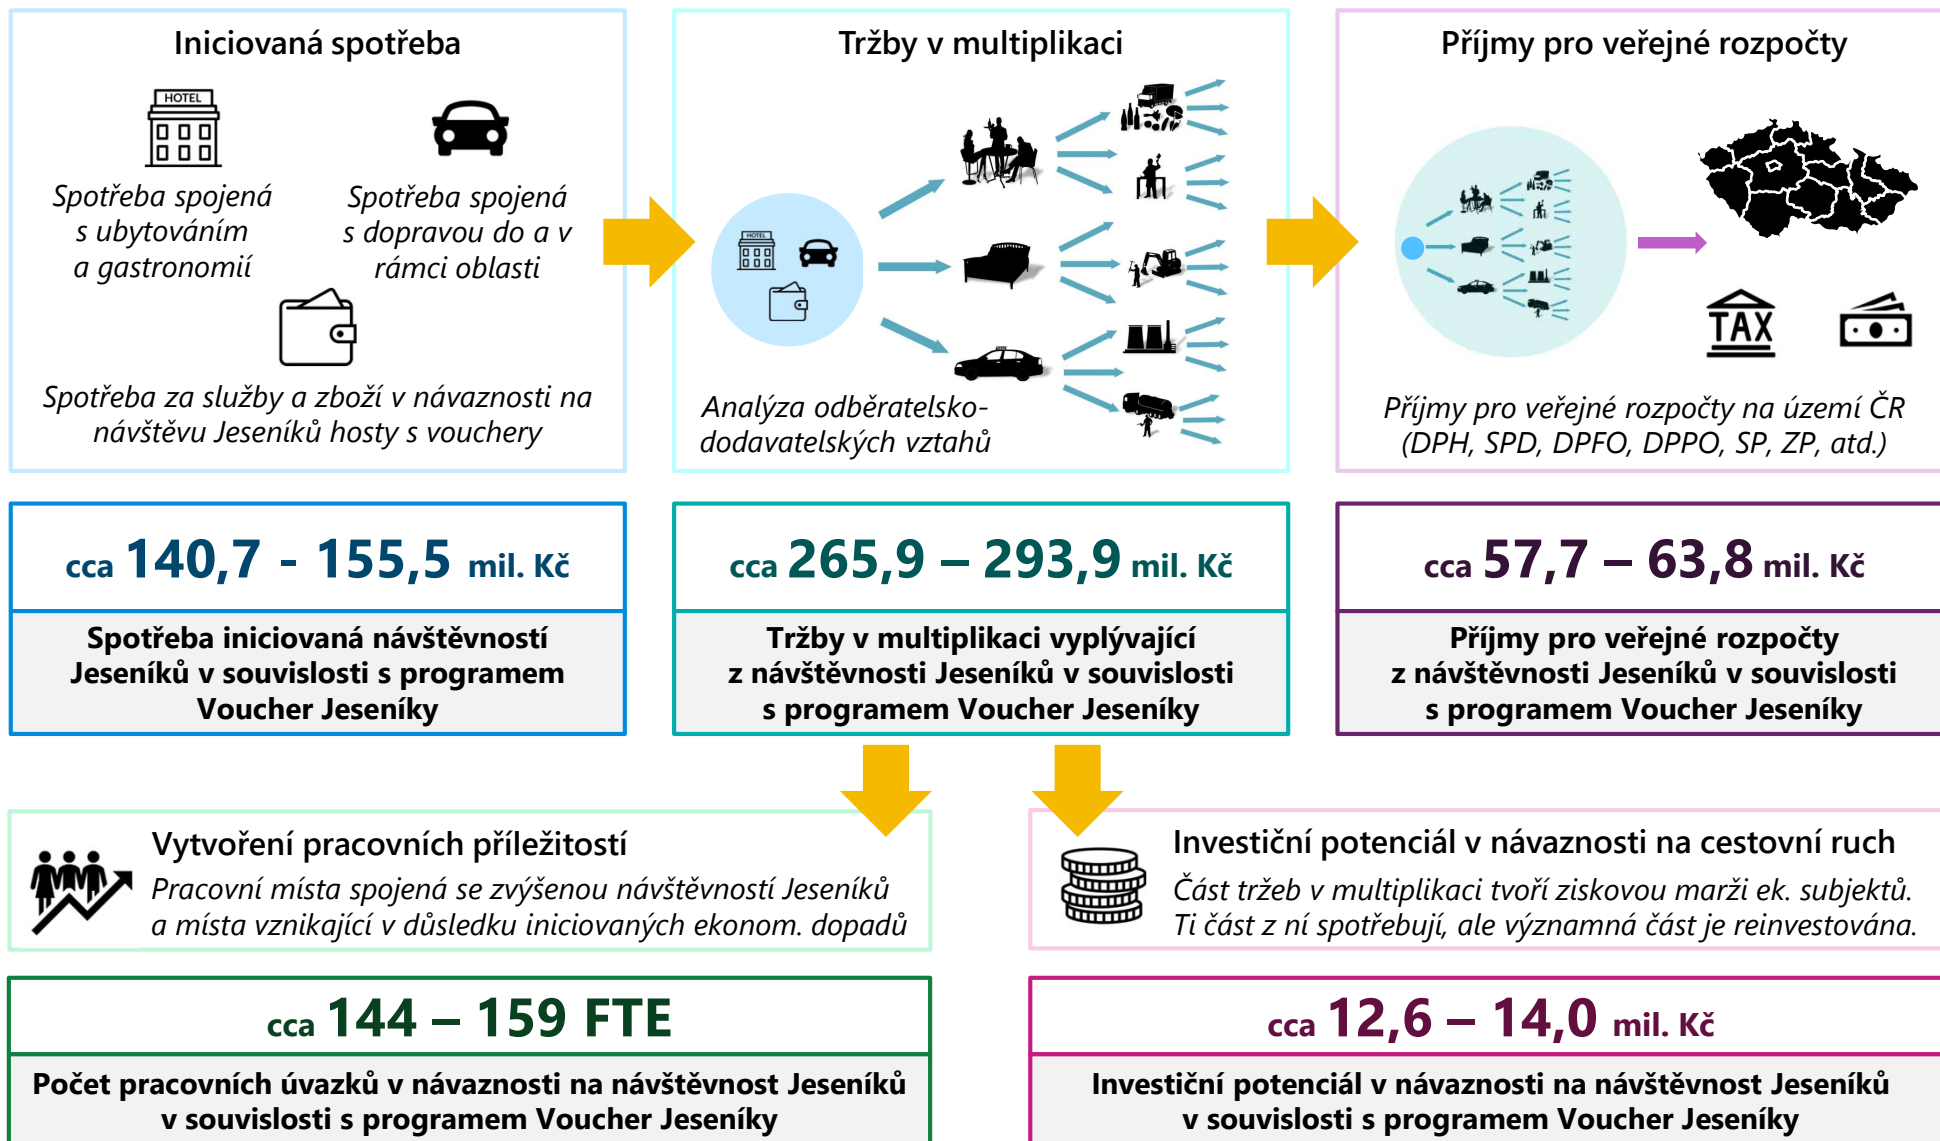 Iniciovaná spotřeba
HOTEL
Spotřeba spojená
s ubytováním
a gastronomií
Spotřeba spojená
s dopravou do a v
rámci oblasti
Spotřeba za služby a zboží v návaznosti na
návštěvu Jeseníků hosty s vouchery
Tržby v multiplikaci
HOTEL
Analýza odběratelsko-
dodavatelských vztahů
Příjmy pro veřejné rozpočty
TAX
Příjmy pro veřejné rozpočty na území ČR
(DPH, SPD, DPFO, DPPO, SP, ZP, atd.)
cca 140,7 - 155,5 mil. Kč
Spotřeba iniciovaná návštěvností
Jeseníků v souvislosti s programem
Voucher Jeseníky
cca 265,9 – 293,9 mil. Kč
Tržby v multiplikaci vyplývající
z návštěvnosti Jeseníků v souvislosti
s programem Voucher Jeseníky
cca 57,7 – 63,8 mil. Kč
Příjmy pro veřejné rozpočty
z návštěvnosti Jeseníků v souvislosti
s programem Voucher Jeseníky
Vytvoření pracovních příležitostí
Pracovní místa spojená se zvýšenou návštěvností Jeseníků
a místa vznikající v důsledku iniciovaných ekonom. dopadů
Investiční potenciál v návaznosti na cestovní ruch
Část tržeb v multiplikaci tvoří ziskovou marži ek. subjektů.
Ti část z ní spotřebují, ale významná část je reinvestována.
cca 144 – 159 FTE
Počet pracovních úvazků v návaznosti na návštěvnost Jeseníků
v souvislosti s programem Voucher Jeseníky
cca 12,6 – 14,0 mil. Kč
Investiční potenciál v návaznosti na návštěvnost Jeseníků
v souvislosti s programem Voucher Jeseníky